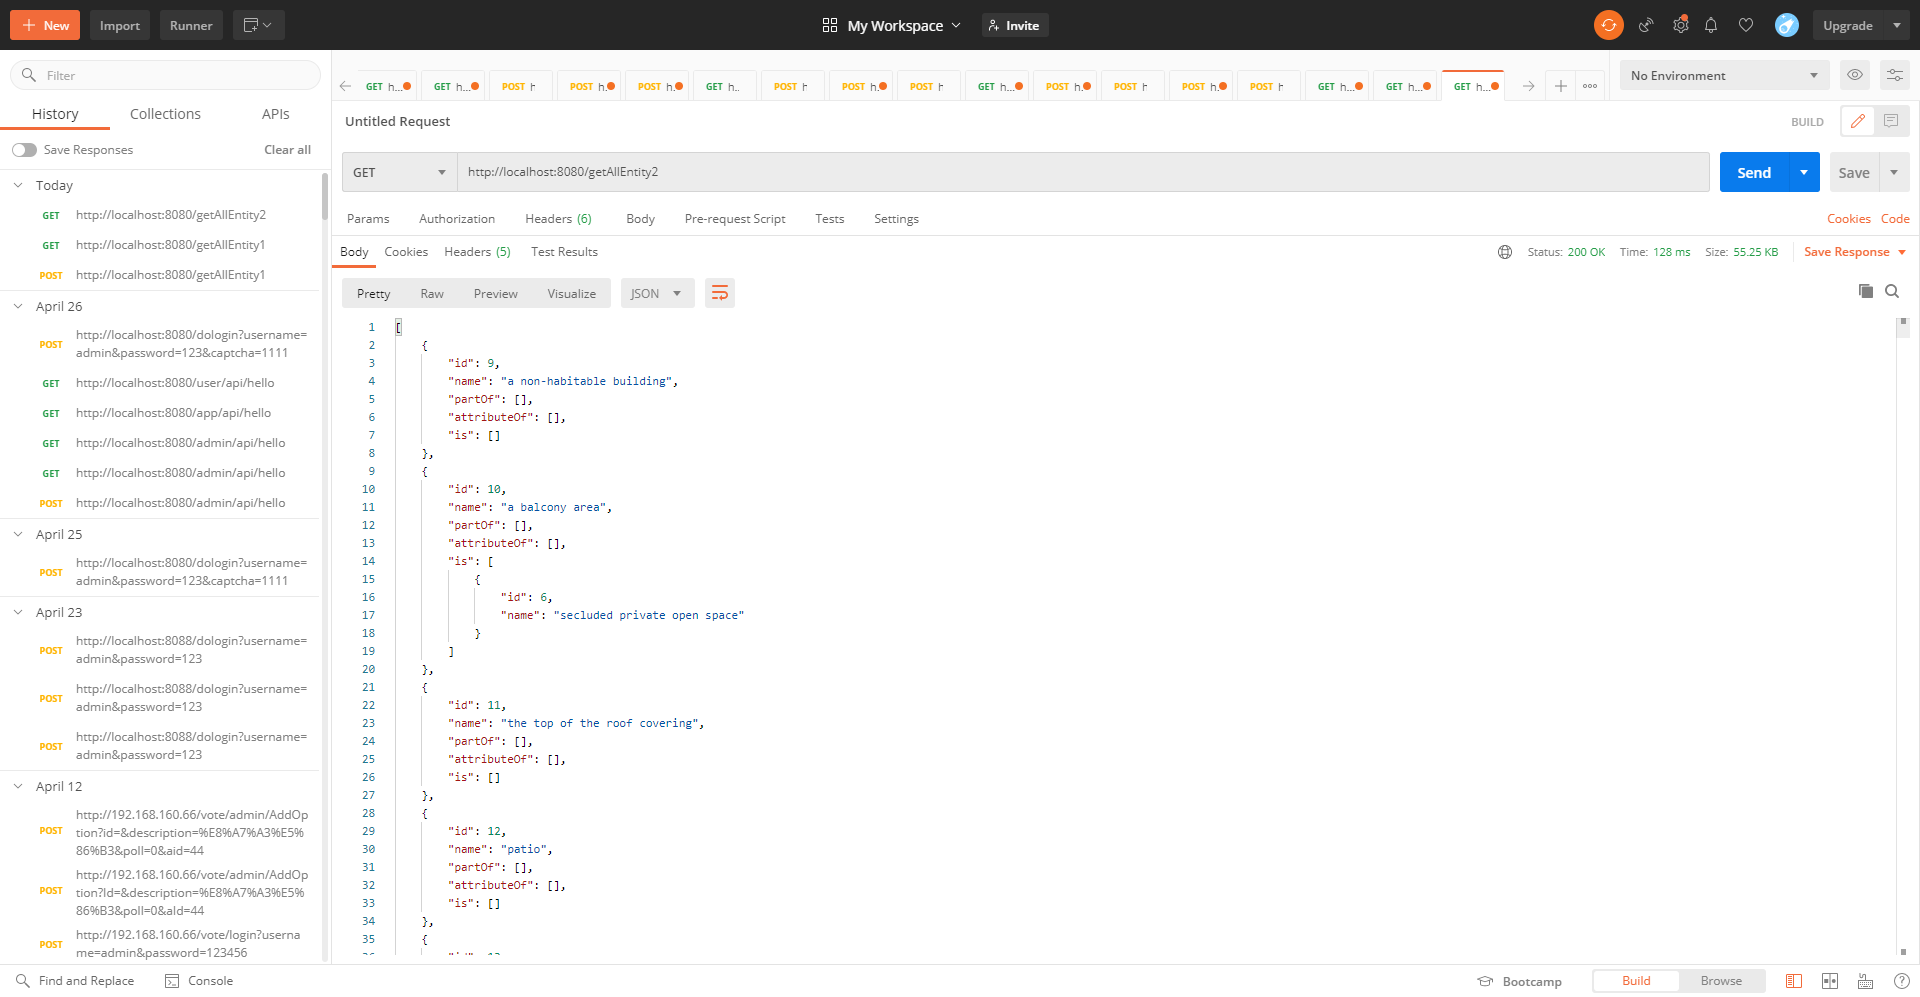 New Import Runner My Workspace Invite Upgrade
Filter
History Collections APIs
Save Responses Clear all
Today
GET http://localhost:8080/getAllEntity2
GET http://localhost:8080/getAllEntity1
POST http://localhost:8080/getAllEntity1
April 26
POST http://localhost:8080/dologin?username=
admin&password=123&captcha=1111
GET http://localhost:8080/user/api/hello
GET http://localhost:8080/app/api/hello
GET http://localhost:8080/admin/api/hello
GET http://localhost:8080/admin/api/hello
POST http://localhost:8080/admin/api/hello
April 25
POST http://localhost:8080/dologin?username=
admin&password=123&captcha=1111
April 23
POST http://localhost:8088/dologin?username=
admin&password=123
POST http://localhost:8088/dologin?username=
admin&password=123
POST http://localhost:8088/dologin?username=
admin&password=123
April 12
POST http://192.168.160.66/vote/admin/AddOp
tion?id=&description=%E8%A7%A3%E5%
86%B3&poll=0&aid=44
POST http://192.168.160.66/vote/admin/AddOp
tion?Id=&description=%E8%A7%A3%E5%
86%B3&poll=0&aId=44
POST http://192.168.160.66/vote/login?userna
me=admin&password=123456
GET h... GET h... POST h POST h. POST h. GET h.. POST h POST h. POST h GET h... POST h. POST h POST h. POST h GET h... GET h... GET h...
No Environment
Untitled Request BUILD
GET http://localhost:8080/getAllEntity2 Send Save
Params Authorization Headers (6) Body Pre-request Script Tests Settings Cookies Code
Body Cookies Headers (5) Test Results Status: 200 OK Time: 128 ms Size: 55.25 KB Save Response
Pretty Raw Preview Visualize JSON
1 [
2 {
3 "id": 9,
4 "name": "a non-habitable building",
5 "partOf": [],
6 "attributeOf": [],
7 "is": []
8 },
9 {
10 "id": 10,
11 "name": "a balcony area",
12 "partOf": [],
13 "attributeOf": [],
14 "is": [
15 {
16 "id": 6,
17 "name": "secluded private open space"
18 }
19 ]
20 },
21 {
22 "id": 11,
23 "name": "the top of the roof covering",
24 "partOf": [],
25 "attributeOf": [],
26 "is": []
27 },
28 {
29 "id": 12,
30 "name": "patio",
31 "partOf": [],
32 "attributeOf": [],
33 "is": []
34 },
35 {
Find and Replace Console Bootcamp Build Browse